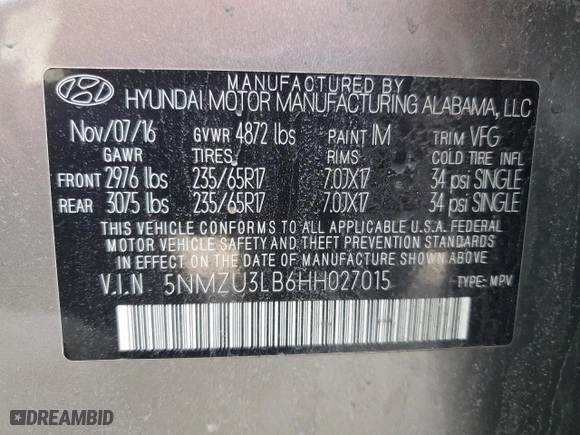 MANUFACTURED BY
HYUNDAI MOTOR MANUFACTURING ALABAMA, LLC
Nov/07/16 GVWR 4872 lbs PAINT IM TRIM VFG
GAWR TIRES RIMS COLD TIRE INFL
FRONT 2976 lbs 235/65R17 7.0JX17 34 psi SINGLE
REAR 3075 lbs 235/65R17 7.0JX17 34 psi SINGLE
THIS VEHICLE CONFORMS TO ALL APPLICABLE U.S.A. FEDERAL
MOTOR VEHICLE SAFETY AND THEFT PREVENTION STANDARDS
IN EFFECT ON THE DATE OF MANUFACTURE SHOWN ABOVE
V.I.N 5NMZU3LB6HH027015 TYPE: MPV
DREAMBID